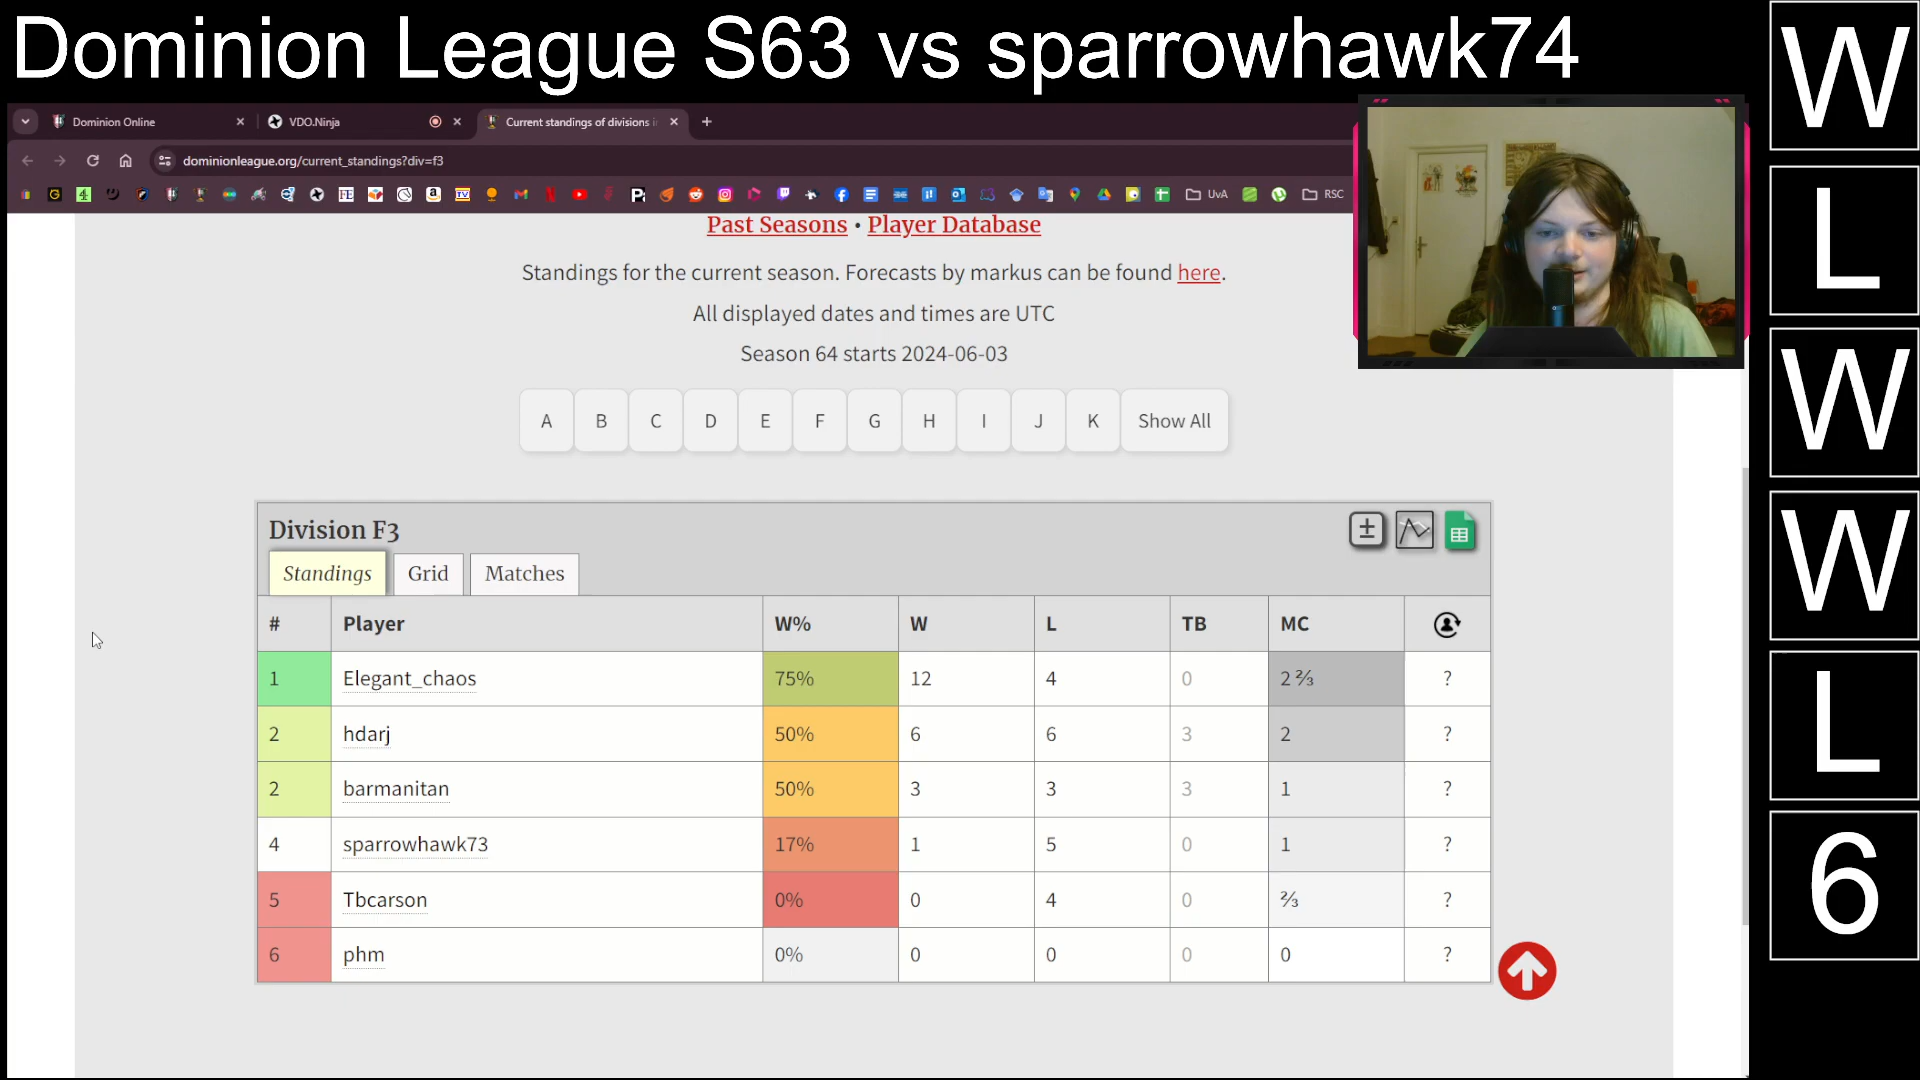 Dominion League S63 vs sparrowhawk74
W
L
W
W
L
6
Dominion Online
VDO.Ninja
Current standings of divisions i
dominionleague.org/current_standings?div=f3
UvA
RSC
Past Seasons • Player Database
Standings for the current season. Forecasts by markus can be found here.
All displayed dates and times are UTC
Season 64 starts 2024-06-03
A B C D E F G H I J K Show All
Division F3
Standings Grid Matches
# Player W% W L TB MC
1 Elegant_chaos 75% 12 4 0 2 ⅔ ?
2 hdarj 50% 6 6 3 2 ?
2 barmanitan 50% 3 3 3 1 ?
4 sparrowhawk73 17% 1 5 0 1 ?
5 Tbcarson 0% 0 4 0 ⅔ ?
6 phm 0% 0 0 0 0 ?